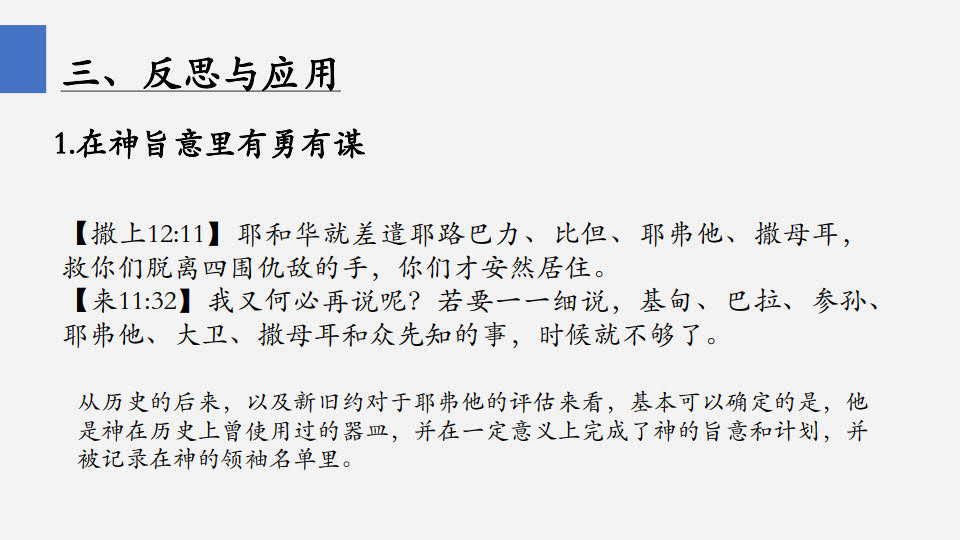 三、反思与应用
1.在神旨意里有勇有谋
【撒上12:11】耶和华就差遣耶路巴力、比但、耶弗他、撒母耳，
救你们脱离四围仇敌的手，你们才安然居住。
【来11:32】我又何必再说呢？若要一一细说，基甸、巴拉、参孙、
耶弗他、大卫、撒母耳和众先知的事，时候就不够了。
从历史的后来，以及新旧约对于耶弗他的评估来看，基本可以确定的是，他
是神在历史上曾使用过的器皿，并在一定意义上完成了神的旨意和计划，并
被记录在神的领袖名单里。